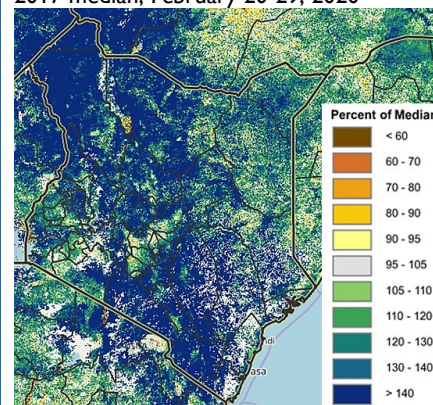 2017 median, February 20-29, 2020
Percent of Median
< 60
60 - 70
70 - 80
80 - 90
90 - 95
95 - 105
105 - 110
110 - 120
120 - 130
130 - 140
> 140